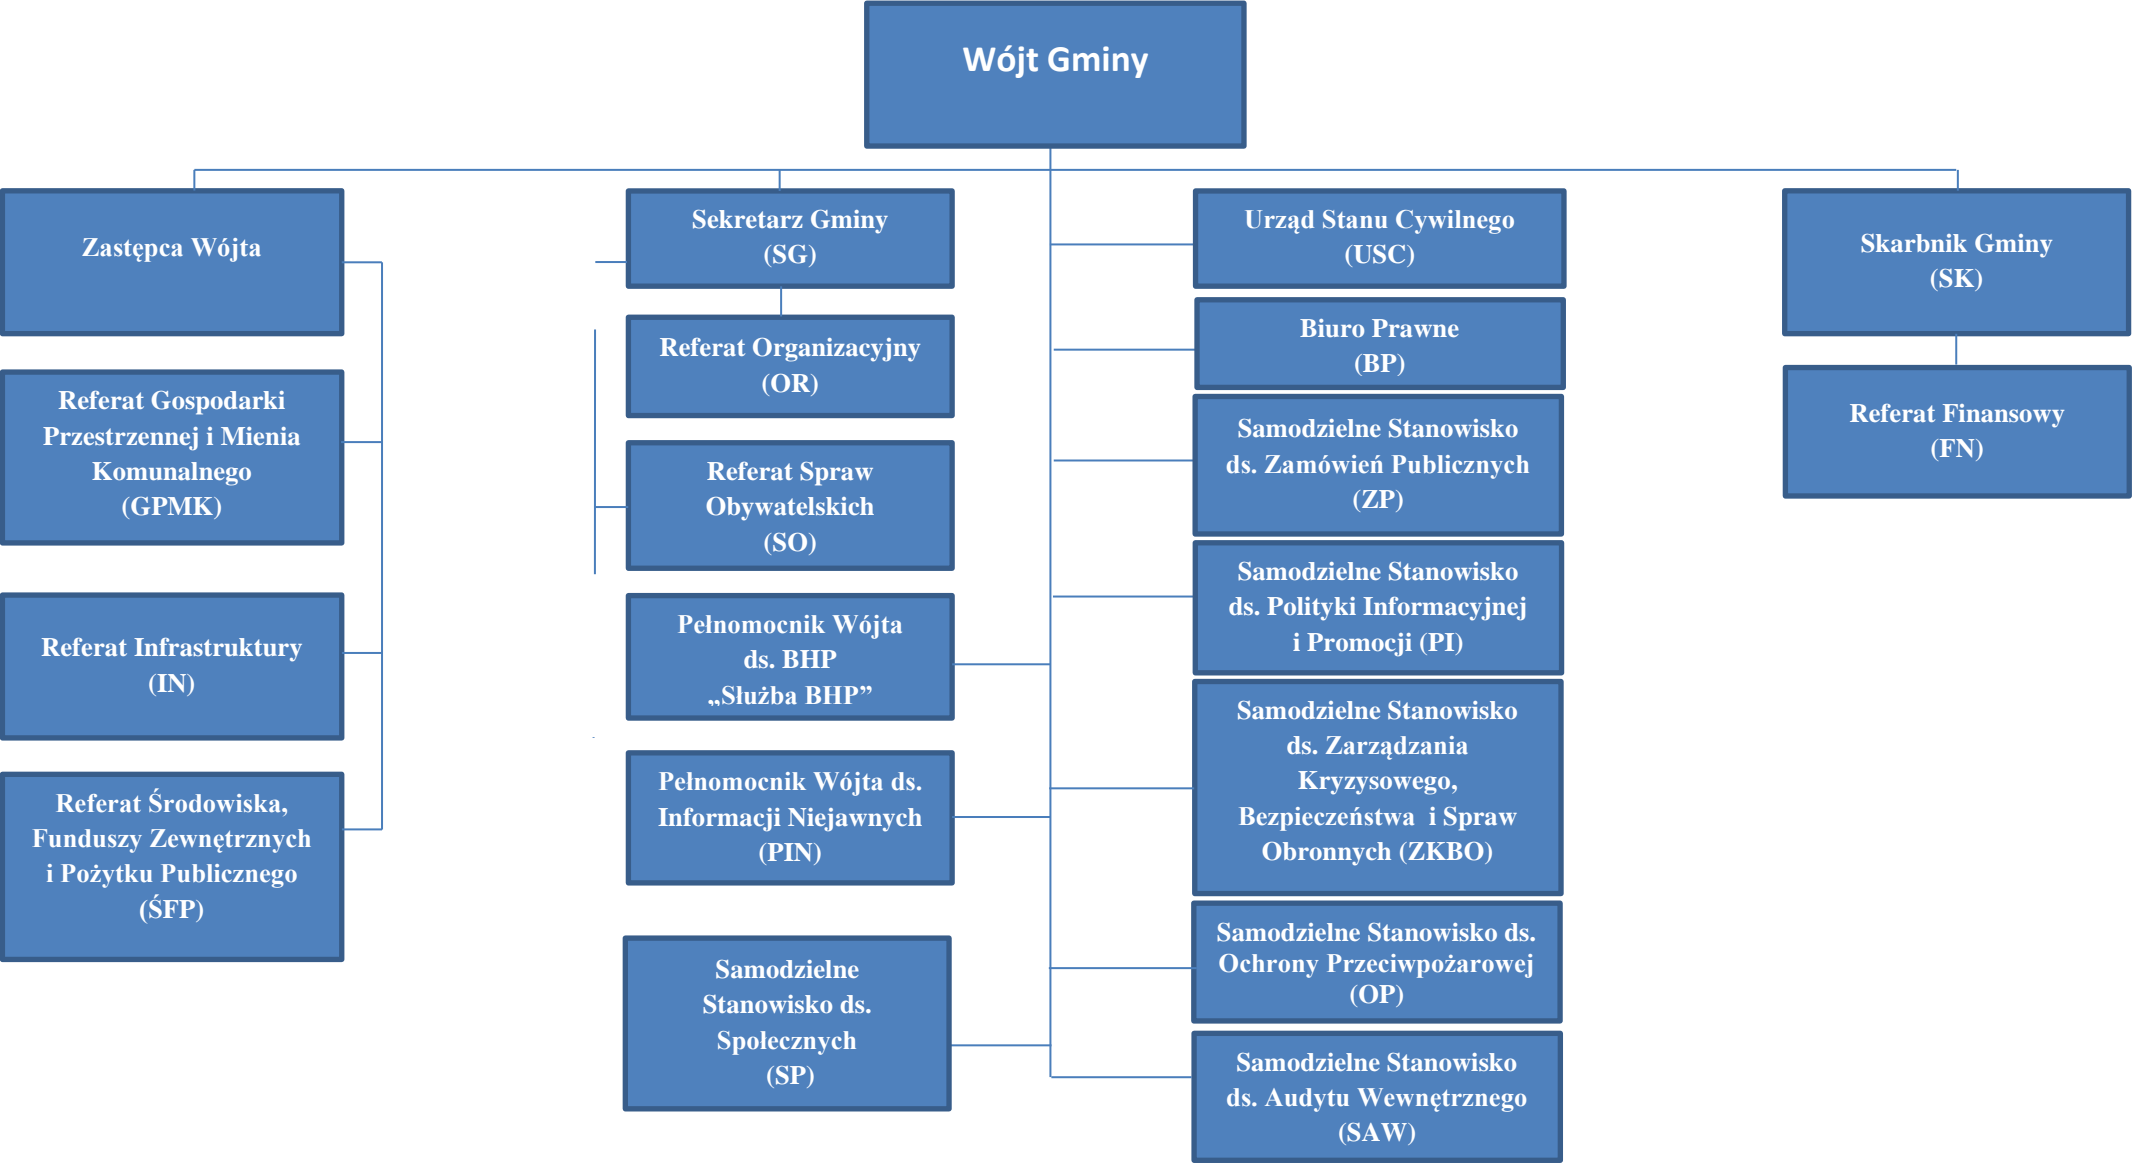 Wójt Gminy
Zastępca Wójta
Referat Gospodarki
Przestrzennej i Mienia
Komunalnego
(GPMK)
Referat Infrastruktury
(IN)
Referat Środowiska,
Funduszy Zewnętrznych
i Pożytku Publicznego
(ŚFP)
Sekretarz Gminy
(SG)
Referat Organizacyjny
(OR)
Referat Spraw
Obywatelskich
(SO)
Pełnomocnik Wójta
ds. BHP
„Służba BHP”
Pełnomocnik Wójta ds.
Informacji Niejawnych
(PIN)
Samodzielne
Stanowisko ds.
Społecznych
(SP)
Urząd Stanu Cywilnego
(USC)
Biuro Prawne
(BP)
Samodzielne Stanowisko
ds. Zamówień Publicznych
(ZP)
Samodzielne Stanowisko
ds. Polityki Informacyjnej
i Promocji (PI)
Samodzielne Stanowisko
ds. Zarządzania
Kryzysowego,
Bezpieczeństwa  i Spraw
Obronnych (ZKBO)
Samodzielne Stanowisko ds.
Ochrony Przeciwpożarowej
(OP)
Samodzielne Stanowisko
ds. Audytu Wewnętrznego
(SAW)
Skarbnik Gminy
(SK)
Referat Finansowy
(FN)